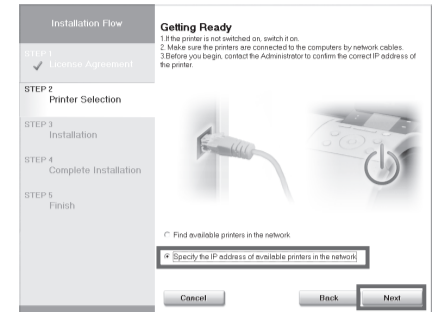 Installation Flow
STEP 1
License Agreement
STEP 2
Printer Selection
STEP 3
Installation
STEP 4
Complete Installation
STEP 5
Finish
Getting Ready
1.If the printer is not switched on, switch it on.
2. Make sure the printers are connected to the computers by network cables.
3.Before you begin, contact the Administrator to confirm the correct IP address of
the printer.
Find available printers in the network
Specify the IP address of available printers in the network
Cancel
Back
Next